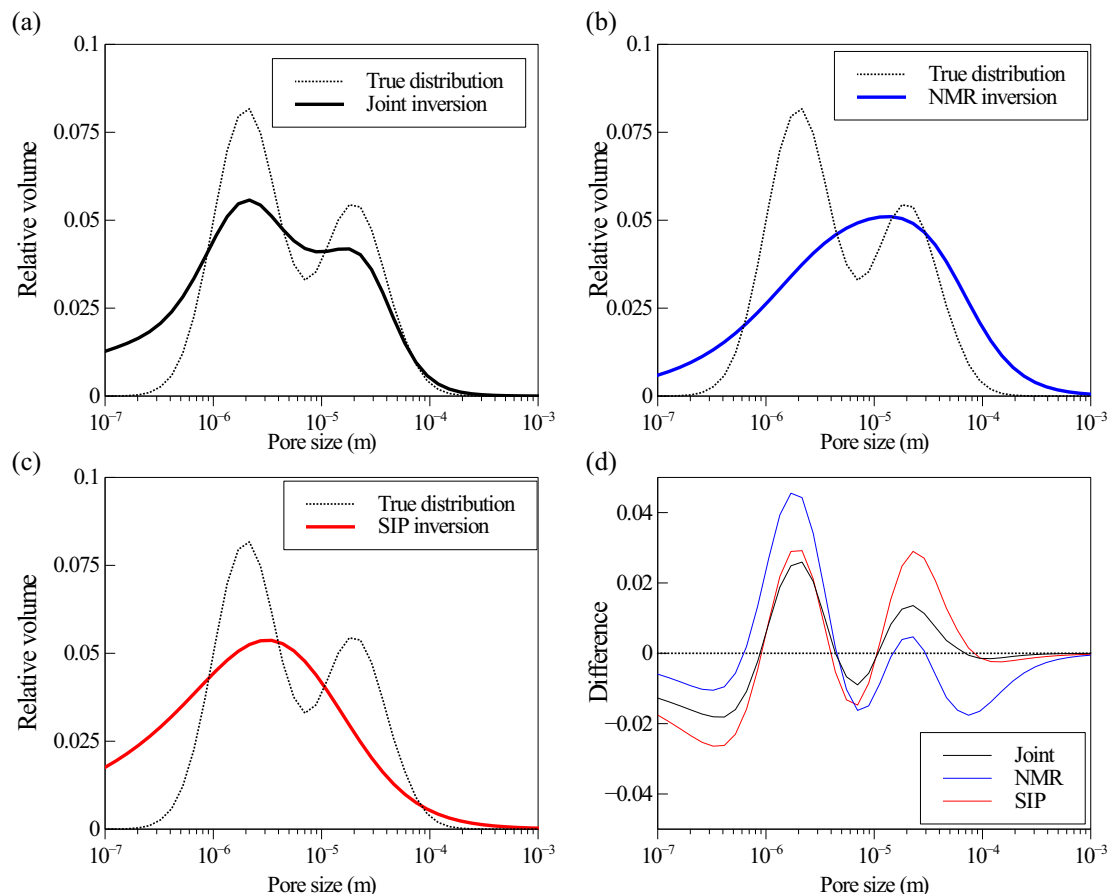 (a)
0.1
0.075
0.05
0.025
0
Relative volume
True distribution
Joint inversion
10⁻⁷ 10⁻⁶ 10⁻⁵ 10⁻⁴ 10⁻³
Pore size (m)
(b)
0.1
0.075
0.05
0.025
0
Relative volume
True distribution
NMR inversion
10⁻⁷ 10⁻⁶ 10⁻⁵ 10⁻⁴ 10⁻³
Pore size (m)
(c)
0.1
0.075
0.05
0.025
0
Relative volume
True distribution
SIP inversion
10⁻⁷ 10⁻⁶ 10⁻⁵ 10⁻⁴ 10⁻³
Pore size (m)
(d)
0.04
0.02
0
−0.02
−0.04
Difference
Joint
NMR
SIP
10⁻⁷ 10⁻⁶ 10⁻⁵ 10⁻⁴ 10⁻³
Pore size (m)